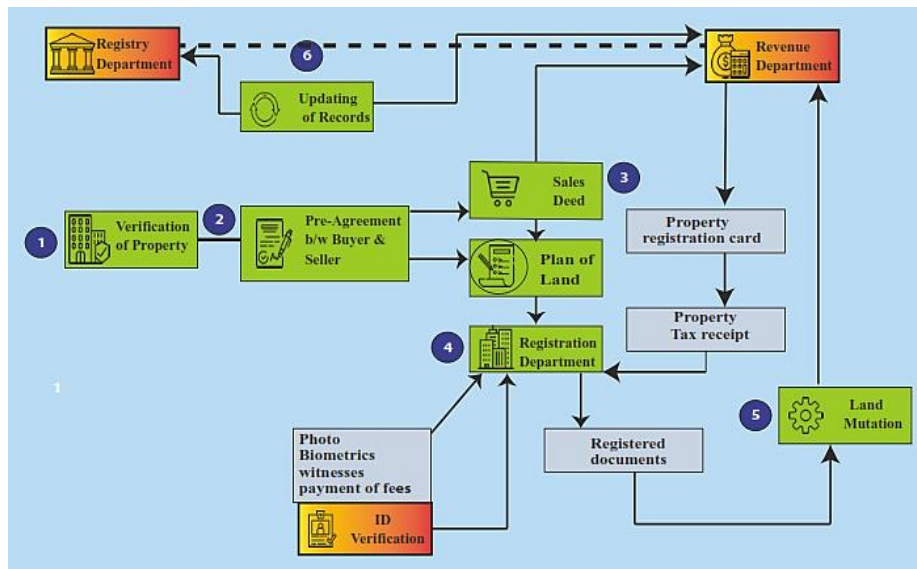 Registry
Department
6
Revenue
Department
Updating
of Records
Sales
Deed
3
1
Verification
of Property
2
Pre-Agreement
b/w Buyer &
Seller
Property
registration card
Plan of
Land
4
Registration
Department
Property
Tax receipt
1
5
Land
Mutation
Photo
Biometrics
witnesses
payment of fees
Registered
documents
ID
Verification